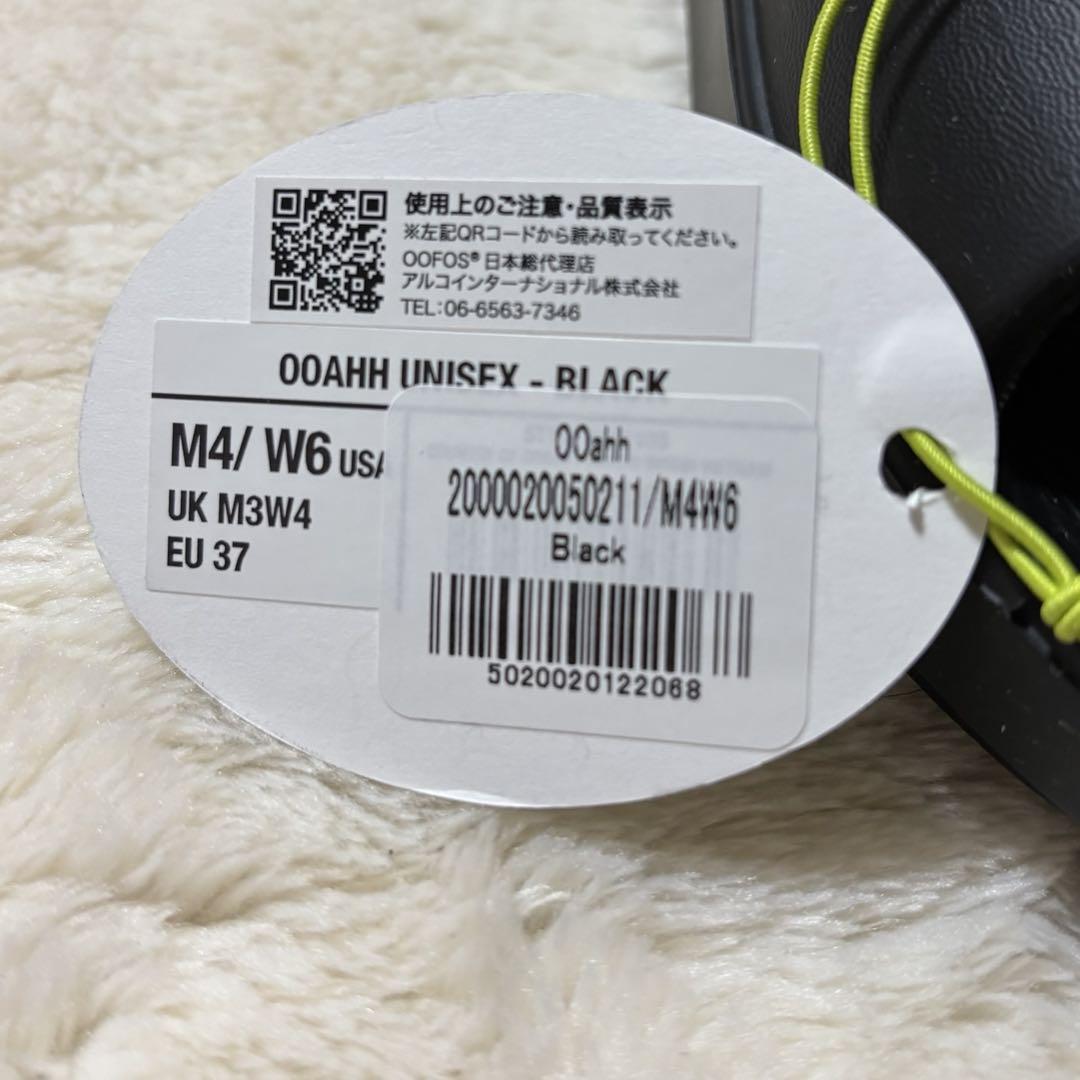 使用上のご注意・品質表示
※左記QRコードから読み取ってください。
OOFOS® 日本総代理店
アルコインターナショナル株式会社
TEL:06-6563-7346
OOAHH UNISEX - BLACK
M4/ W6 USA
UK M3W4
EU 37
OOahh
2000020050211/M4W6
Black
5020020122068